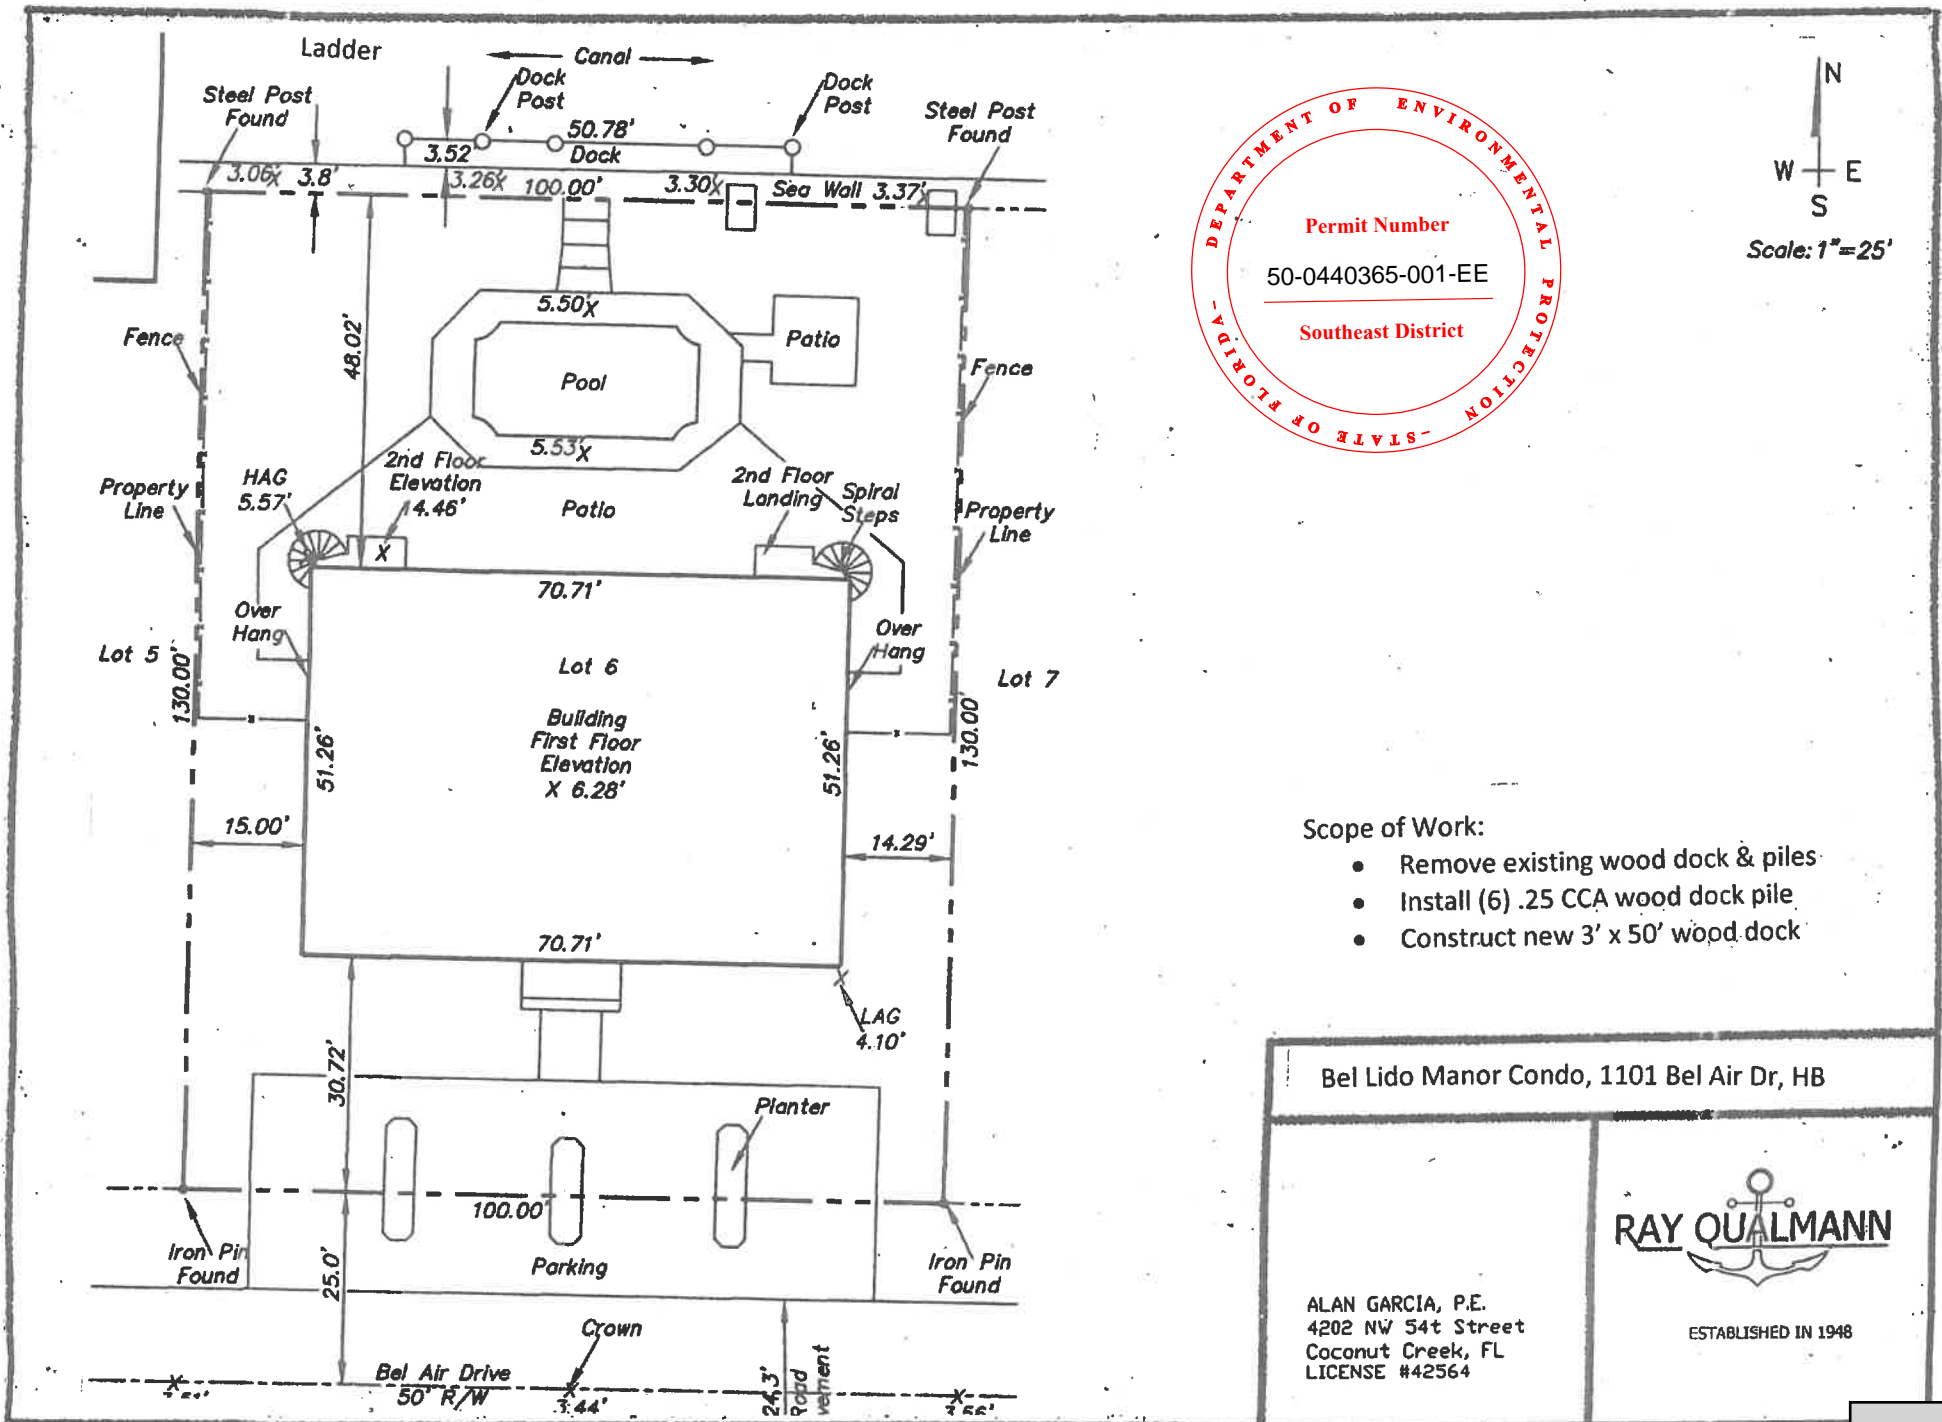 Ladder
Canal
Dock
Post
Dock
Post
Steel Post
Found
Steel Post
Found
50.78'
3.52
Dock
3.06'X
3.8'
3.26'X
100.00'
3.30'X
Sea Wall
3.37'X
N
W E
S
Scale: 1"=25'
DEPARTMENT OF ENVIRONMENTAL PROTECTION
-STATE OF FLORIDA-
Permit Number
50-0440365-001-EE
Southeast District
Fence
48.02'
5.50'X
Patio
Pool
Fence
5.53'X
HAG
5.57'
2nd Floor
Elevation
14.46'
X
Patio
2nd Floor
Landing
Spiral
Steps
Property
Line
Property
Line
70.71'
Over
Hang
Over
Hang
Lot 5
Lot 6
Lot 7
130.00'
130.00'
Building
First Floor
Elevation
X 6.28'
51.26'
51.26'
15.00'
14.29'
70.71'
LAG
4.10'
30.72'
Planter
100.00'
Iron Pin
Found
Parking
Iron Pin
Found
25.0'
Crown
Bel Air Drive
50' R/W
3.44'
24.3'
Road
Scope of Work:
• Remove existing wood dock & piles
• Install (6) .25 CCA wood dock pile
• Construct new 3' x 50' wood dock
Bel Lido Manor Condo, 1101 Bel Air Dr, HB
ALAN GARCIA, P.E.
4202 NW 54t Street
Coconut Creek, FL
LICENSE #42564
RAY QUALMANN
ESTABLISHED IN 1948